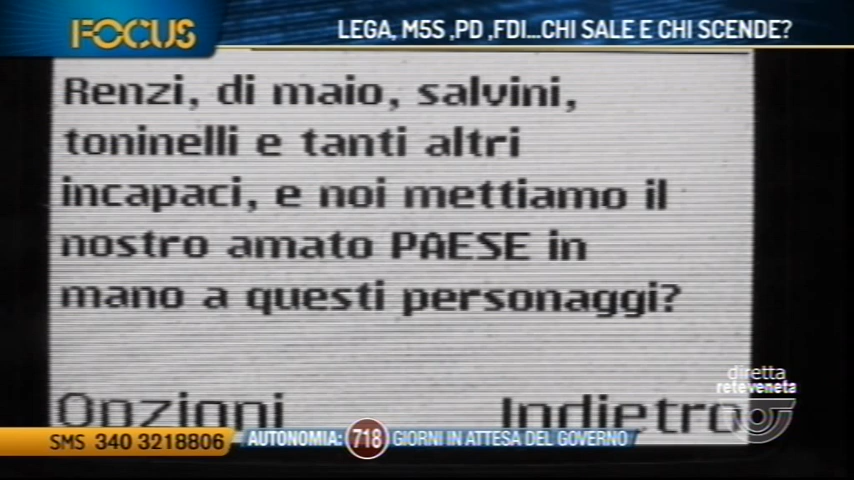 FOCUS
LEGA, M5S ,PD ,FDI...CHI SALE E CHI SCENDE?
Renzi, di maio, salvini,
toninelli e tanti altri
incapaci, e noi mettiamo il
nostro amato PAESE in
mano a questi personaggi?
Opzioni Indietro
diretta
reteveneta
SMS 340 3218806
AUTONOMIA: 718 GIORNI IN ATTESA DEL GOVERNO